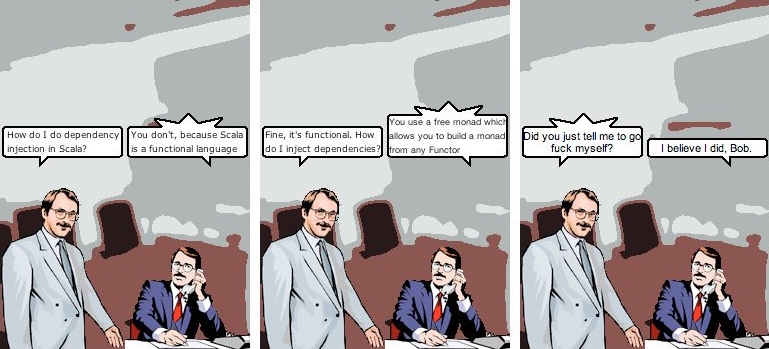 How do I do dependency
injection in Scala?
You don't, because Scala
is a functional language
Fine, it's functional. How
do I inject dependencies?
You use a free monad which
allows you to build a monad
from any Functor
Did you just tell me to go
fuck myself?
I believe I did, Bob.